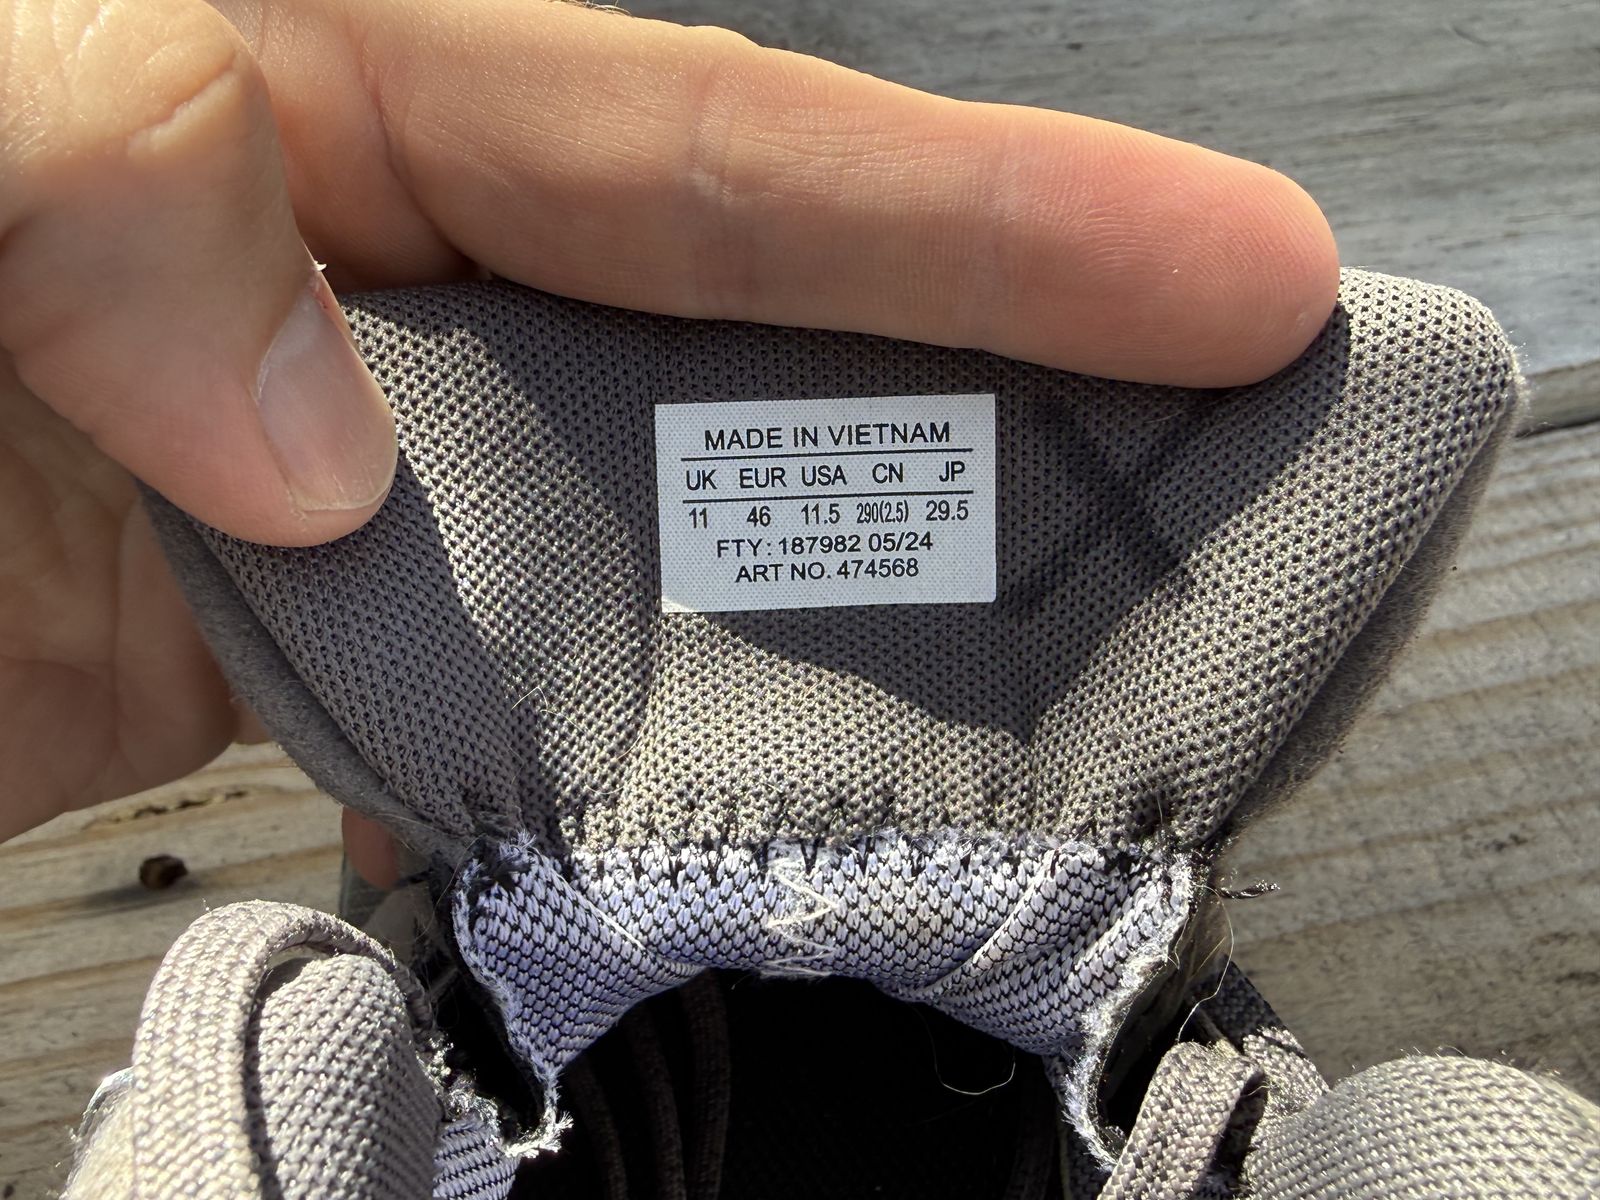 MADE IN VIETNAM
UK EUR USA CN JP
11 46 11.5 290(2.5) 29.5
FTY: 187982 05/24
ART NO. 474568